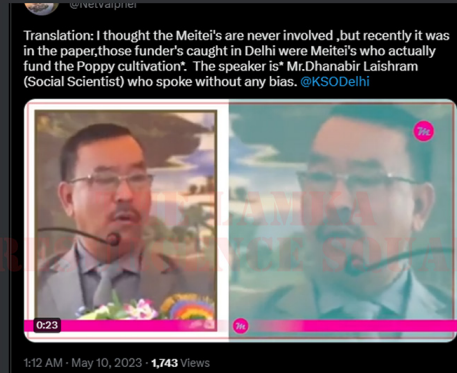 Translation: I thought the Meitei's are never involved ,but recently it was
in the paper,those funder's caught in Delhi were Meitei's who actually
fund the Poppy cultivation*. The speaker is* Mr.Dhanabir Laishram
(Social Scientist) who spoke without any bias. @KSODelhi
0:23
1:12 AM · May 10, 2023 · 1,743 Views